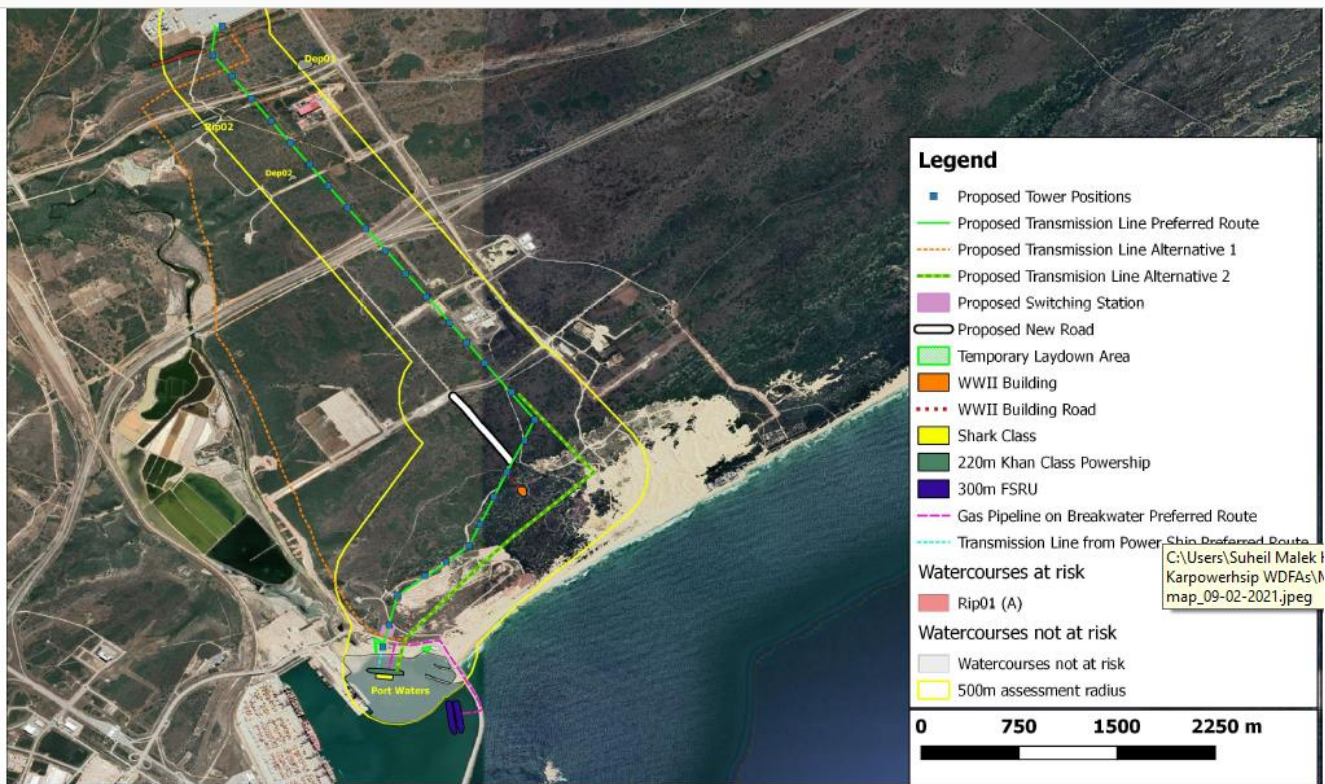 Dep01
Rip02
Dep02
Port Waters
Legend
Proposed Tower Positions
Proposed Transmission Line Preferred Route
Proposed Transmission Line Alternative 1
Proposed Transmision Line Alternative 2
Proposed Switching Station
Proposed New Road
Temporary Laydown Area
WWII Building
WWII Building Road
Shark Class
220m Khan Class Powership
300m FSRU
Gas Pipeline on Breakwater Preferred Route
Transmission Line from Power Ship Preferred Route
C:\Users\Suheil Malek
Karpowerhsip WDFAs\
map_09-02-2021.jpeg
Watercourses at risk
Rip01 (A)
Watercourses not at risk
Watercourses not at risk
500m assessment radius
0 750 1500 2250 m